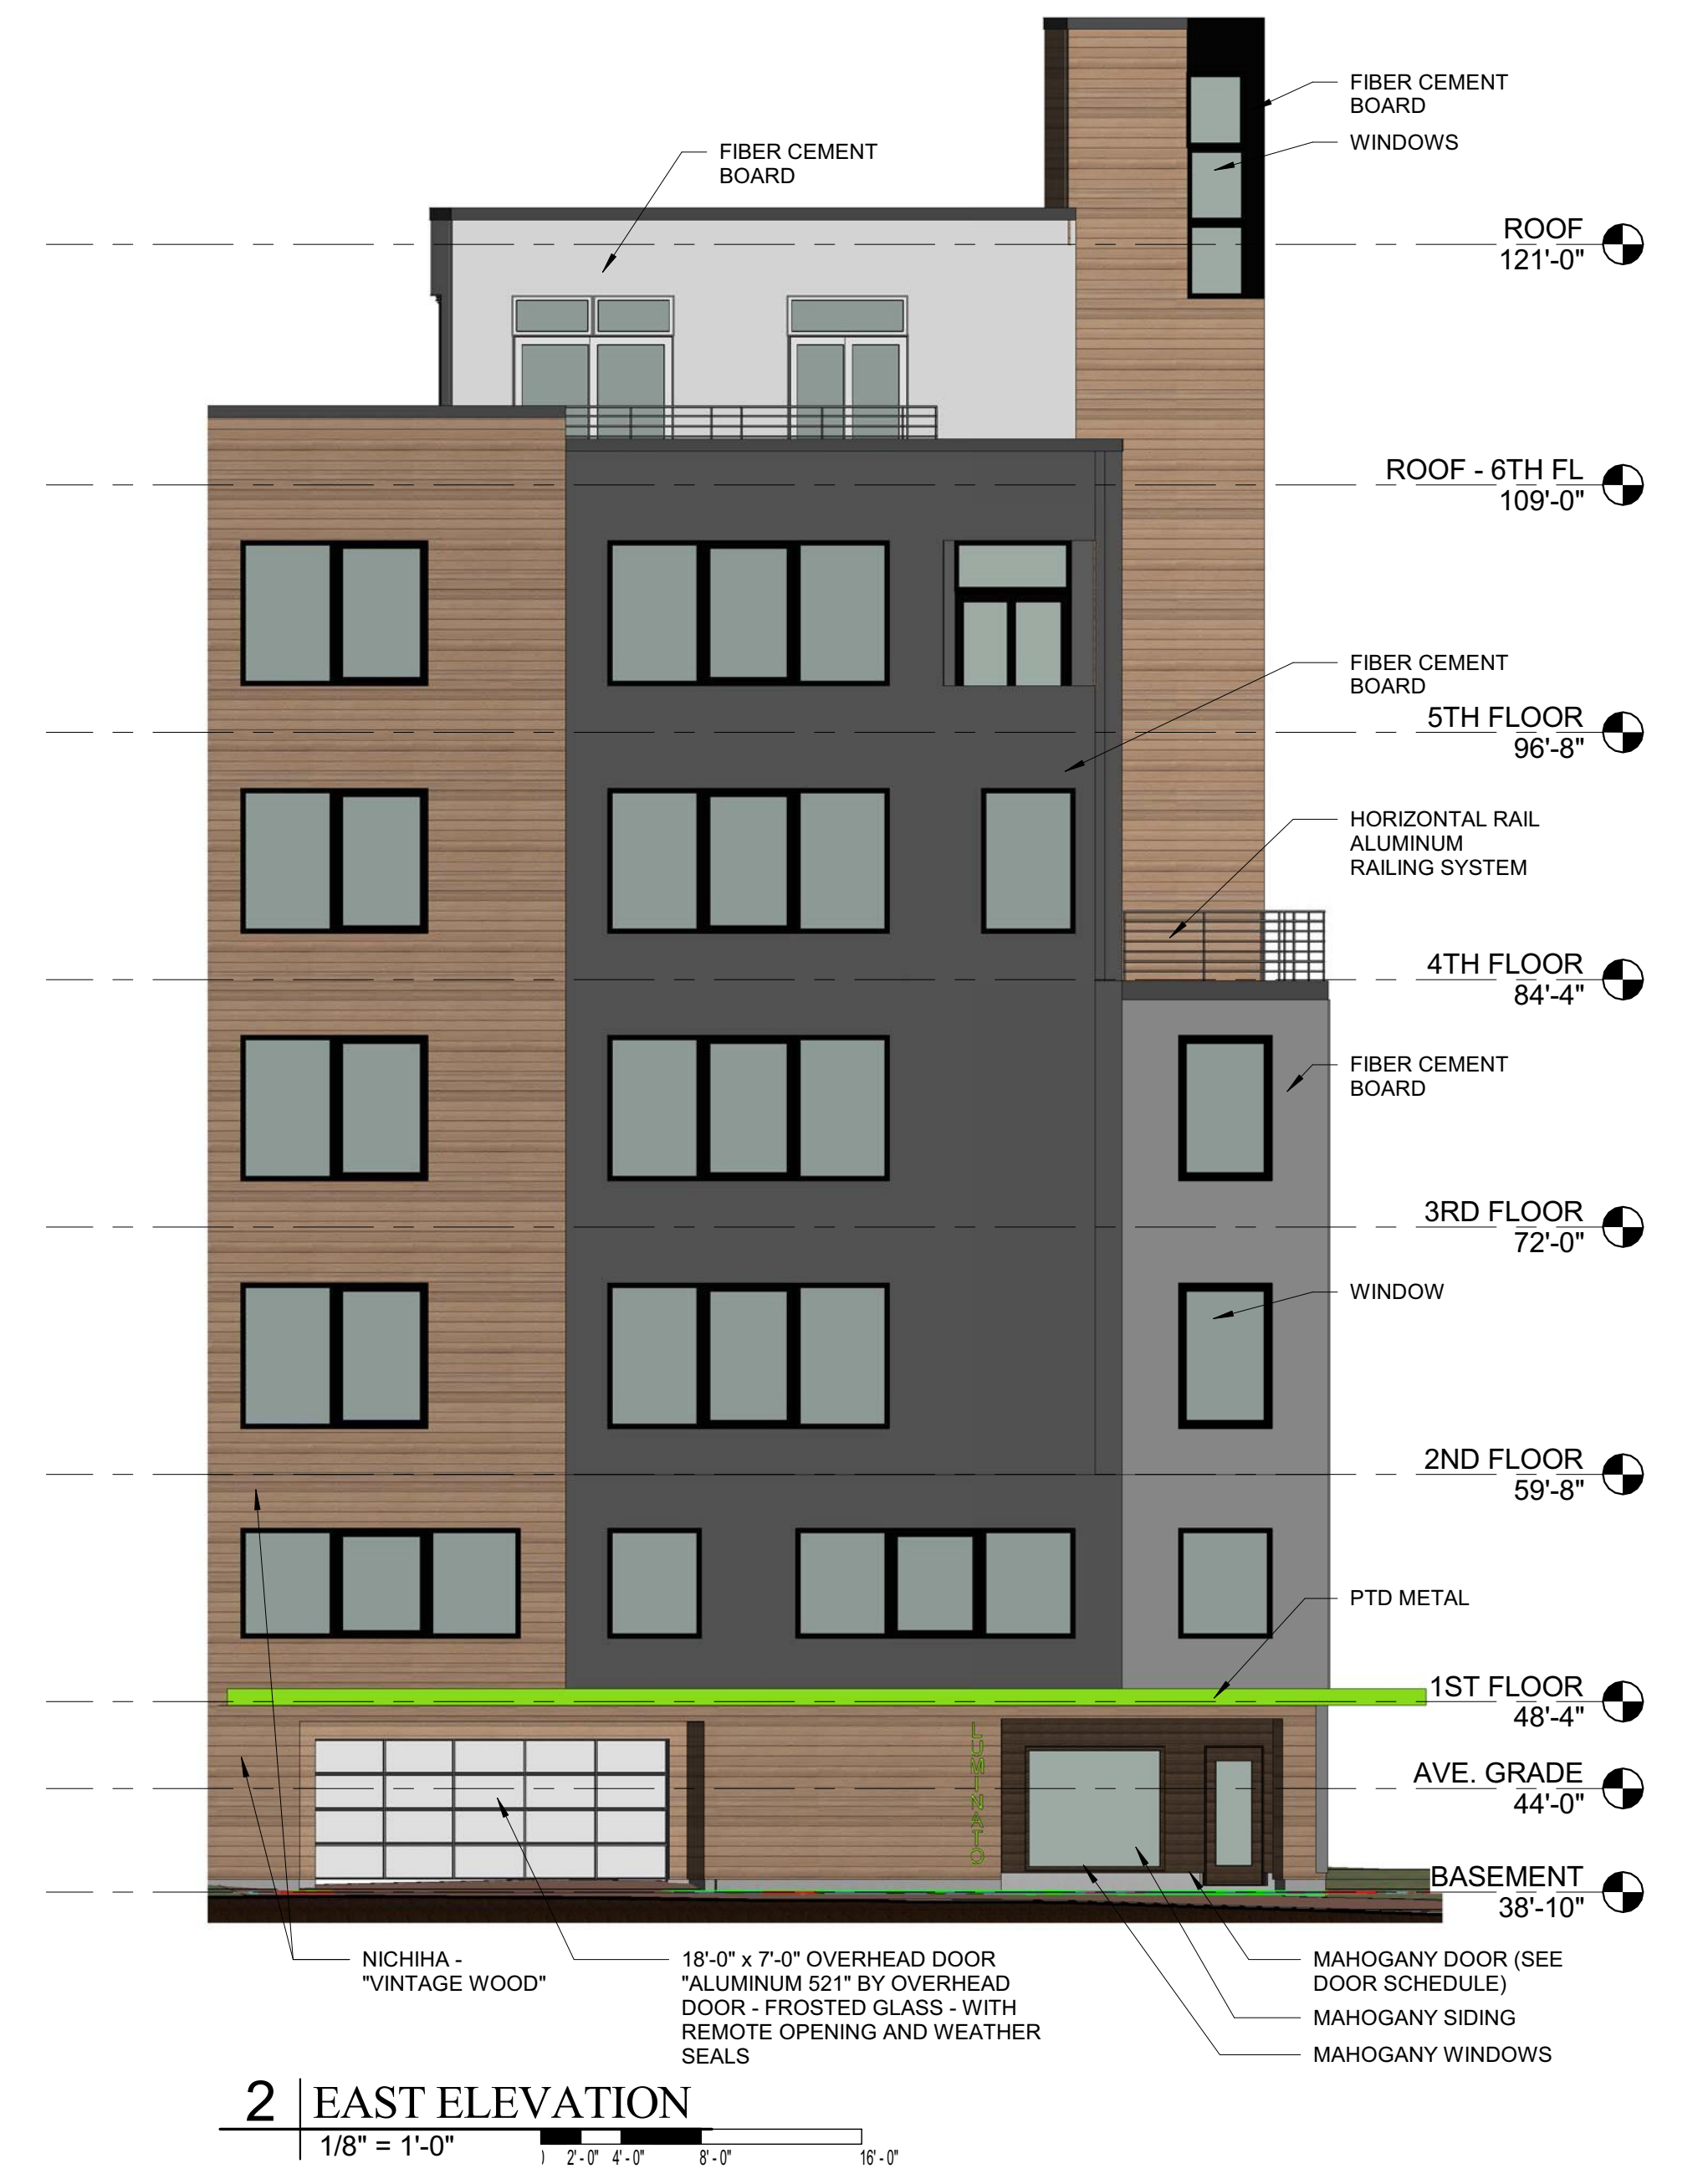 FIBER CEMENT
BOARD
WINDOWS
FIBER CEMENT
BOARD
ROOF
121'-0"
ROOF - 6TH FL
109'-0"
FIBER CEMENT
BOARD
5TH FLOOR
96'-8"
HORIZONTAL RAIL
ALUMINUM
RAILING SYSTEM
4TH FLOOR
84'-4"
FIBER CEMENT
BOARD
3RD FLOOR
72'-0"
WINDOW
2ND FLOOR
59'-8"
PTD METAL
1ST FLOOR
48'-4"
LUMINATO
AVE. GRADE
44'-0"
BASEMENT
38'-10"
NICHIHA -
"VINTAGE WOOD"
18'-0" x 7'-0" OVERHEAD DOOR
"ALUMINUM 521" BY OVERHEAD
DOOR - FROSTED GLASS - WITH
REMOTE OPENING AND WEATHER
SEALS
MAHOGANY DOOR (SEE
DOOR SCHEDULE)
MAHOGANY SIDING
MAHOGANY WINDOWS
2 EAST ELEVATION
1/8" = 1'-0"
2'-0" 4'-0" 8'-0" 16'-0"